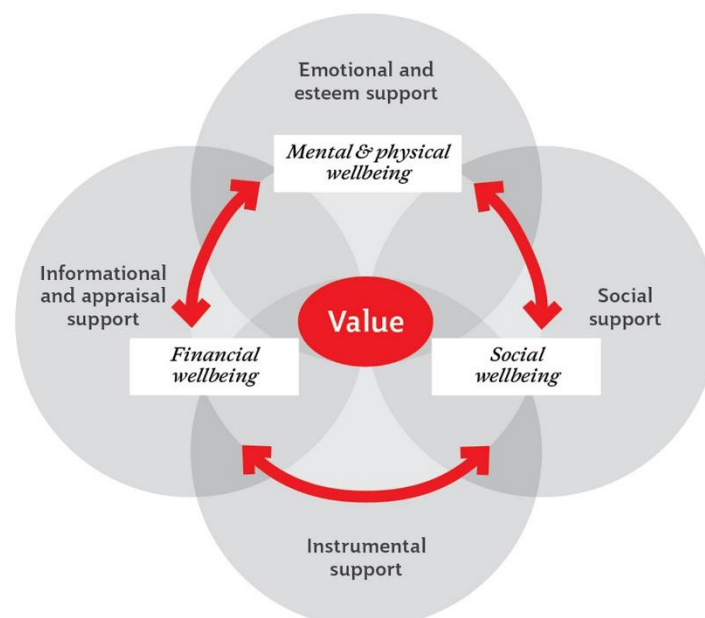 Emotional and
esteem support
Mental & physical
wellbeing
Informational
and appraisal
support
Social
support
Value
Financial
wellbeing
Social
wellbeing
Instrumental
support